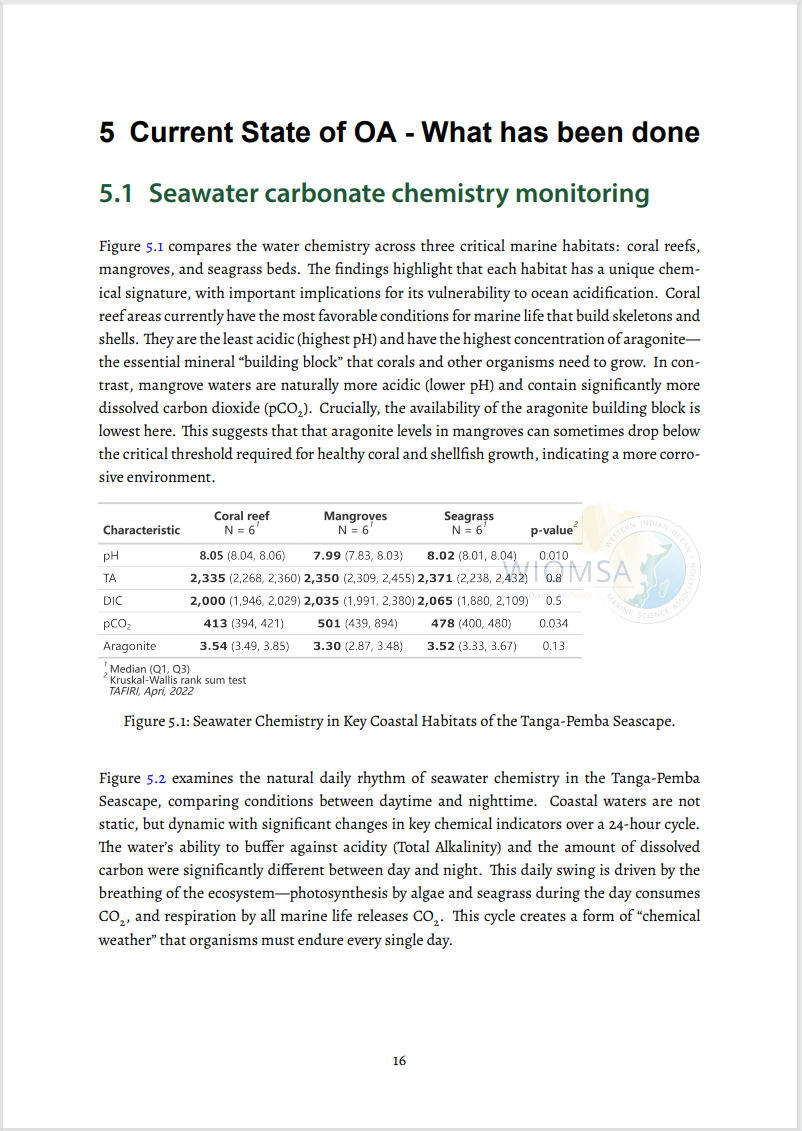 5 Current State of OA - What has been done
5.1 Seawater carbonate chemistry monitoring
Figure 5.1 compares the water chemistry across three critical marine habitats: coral reefs,
mangroves, and seagrass beds. The findings highlight that each habitat has a unique chem-
ical signature, with important implications for its vulnerability to ocean acidification. Coral
reef areas currently have the most favorable conditions for marine life that build skeletons and
shells. They are the least acidic (highest pH) and have the highest concentration of aragonite—
the essential mineral “building block” that corals and other organisms need to grow. In con-
trast, mangrove waters are naturally more acidic (lower pH) and contain significantly more
dissolved carbon dioxide (pCO₂). Crucially, the availability of the aragonite building block is
lowest here. This suggests that that aragonite levels in mangroves can sometimes drop below
the critical threshold required for healthy coral and shellfish growth, indicating a more corro-
sive environment.
Characteristic Coral reef N = 6¹ Mangroves N = 6¹ Seagrass N = 6¹ p-value²
pH 8.05 (8.04, 8.06) 7.99 (7.83, 8.03) 8.02 (8.01, 8.04) 0.010
TA 2,335 (2,268, 2,360) 2,350 (2,309, 2,455) 2,371 (2,238, 2,432) 0.8
DIC 2,000 (1,946, 2,029) 2,035 (1,991, 2,380) 2,065 (1,880, 2,109) 0.5
pCO₂ 413 (394, 421) 501 (439, 894) 478 (400, 480) 0.034
Aragonite 3.54 (3.49, 3.85) 3.30 (2.87, 3.48) 3.52 (3.33, 3.67) 0.13
¹ Median (Q1, Q3)
² Kruskal-Wallis rank sum test
TAFIRI, Apri, 2022
WIOMSA
WESTERN INDIAN OCEAN
MARINE SCIENCE ASSOCIATION
Figure 5.1: Seawater Chemistry in Key Coastal Habitats of the Tanga-Pemba Seascape.
Figure 5.2 examines the natural daily rhythm of seawater chemistry in the Tanga-Pemba
Seascape, comparing conditions between daytime and nighttime. Coastal waters are not
static, but dynamic with significant changes in key chemical indicators over a 24-hour cycle.
The water’s ability to buffer against acidity (Total Alkalinity) and the amount of dissolved
carbon were significantly different between day and night. This daily swing is driven by the
breathing of the ecosystem—photosynthesis by algae and seagrass during the day consumes
CO₂, and respiration by all marine life releases CO₂. This cycle creates a form of “chemical
weather” that organisms must endure every single day.
16